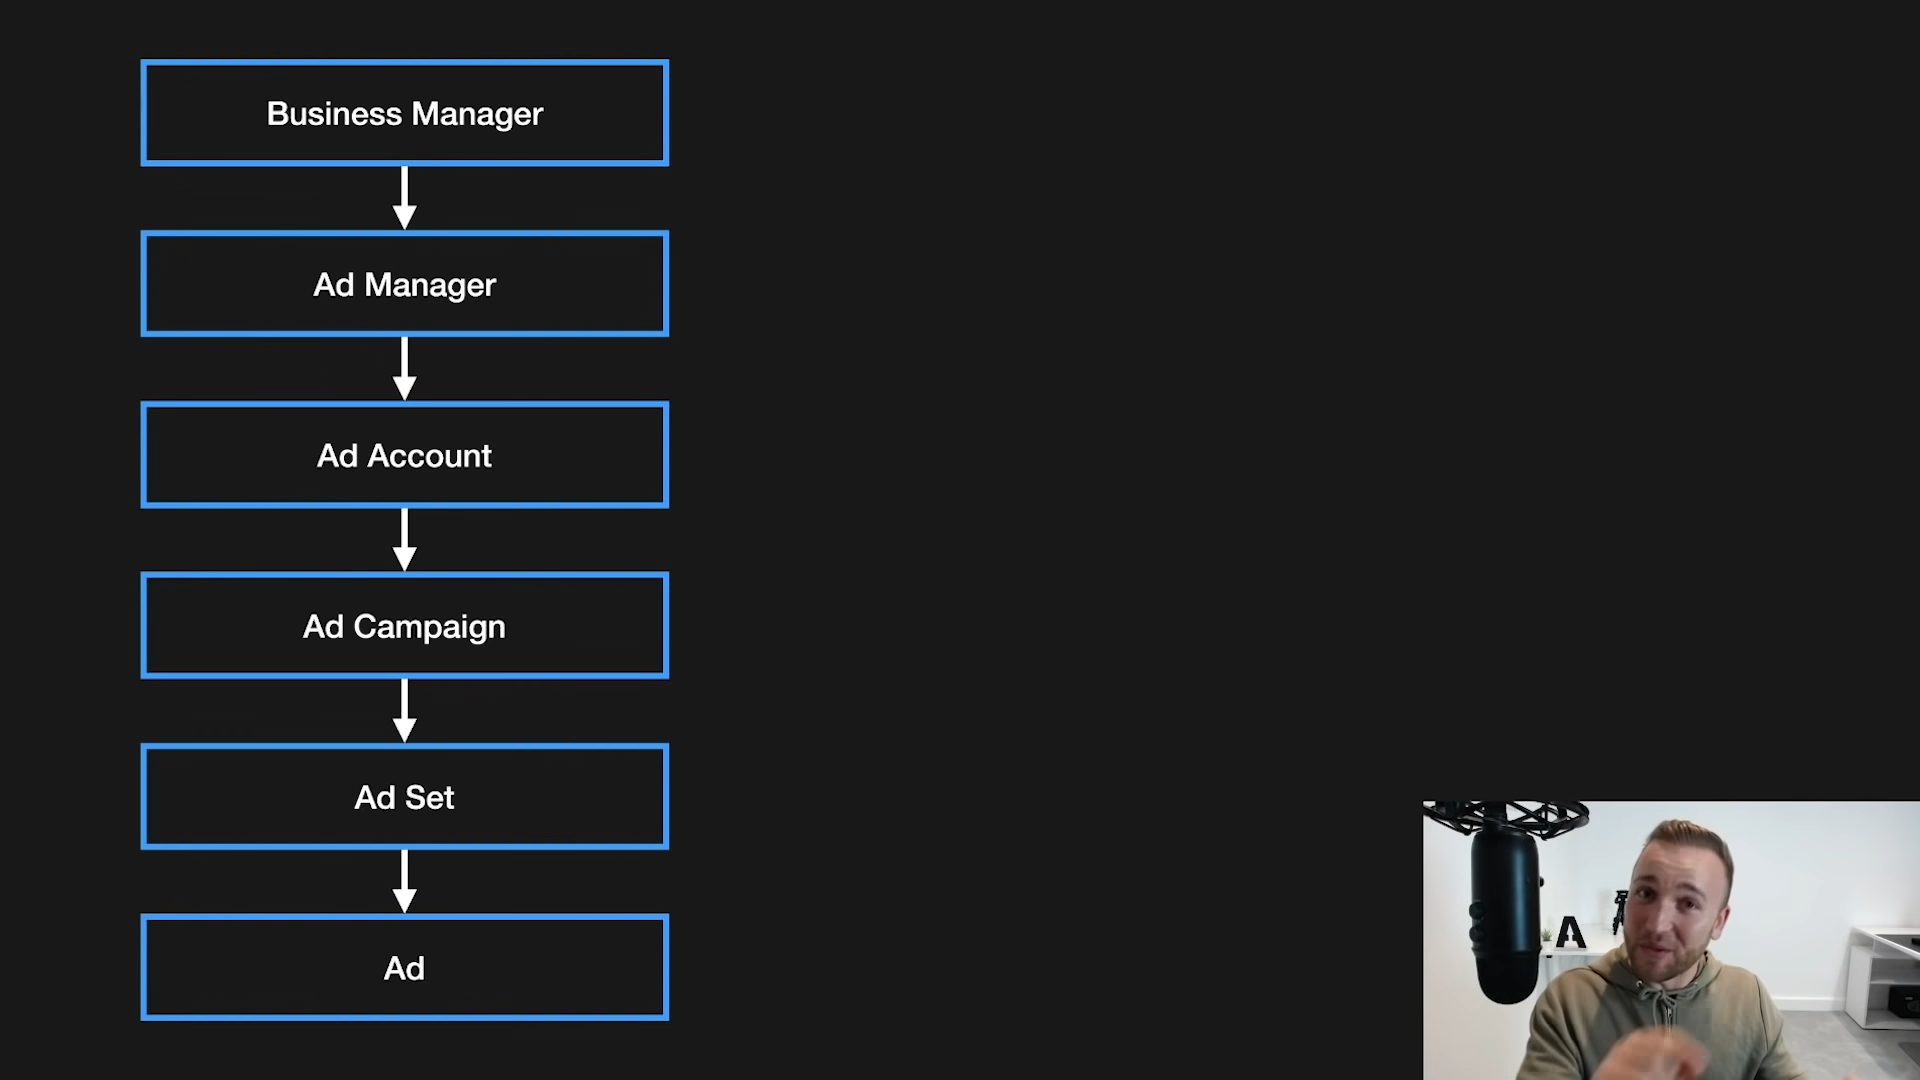 Business Manager
Ad Manager
Ad Account
Ad Campaign
Ad Set
Ad
A